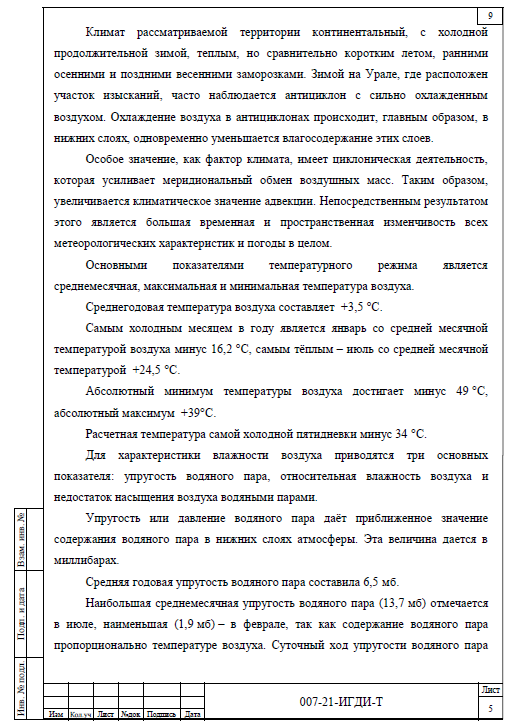 9
Климат рассматриваемой территории континентальный, с холодной
продолжительной зимой, теплым, но сравнительно коротким летом, ранними
осенними и поздними весенними заморозками. Зимой на Урале, где расположен
участок изысканий, часто наблюдается антициклон с сильно охлажденным
воздухом. Охлаждение воздуха в антициклонах происходит, главным образом, в
нижних слоях, одновременно уменьшается влагосодержание этих слоев.
Особое значение, как фактор климата, имеет циклоническая деятельность,
которая усиливает меридиональный обмен воздушных масс. Таким образом,
увеличивается климатическое значение адвекции. Непосредственным результатом
этого является большая временная и пространственная изменчивость всех
метеорологических характеристик и погоды в целом.
Основными показателями температурного режима является
среднемесячная, максимальная и минимальная температура воздуха.
Среднегодовая температура воздуха составляет +3,5 °С.
Самым холодным месяцем в году является январь со средней месячной
температурой воздуха минус 16,2 °С, самым тёплым – июль со средней месячной
температурой +24,5 °С.
Абсолютный минимум температуры воздуха достигает минус 49 °С,
абсолютный максимум +39°С.
Расчетная температура самой холодной пятидневки минус 34 °С.
Для характеристики влажности воздуха приводятся три основных
показателя: упругость водяного пара, относительная влажность воздуха и
недостаток насыщения воздуха водяными парами.
Упругость или давление водяного пара даёт приближенное значение
содержания водяного пара в нижних слоях атмосферы. Эта величина дается в
миллибарах.
Средняя годовая упругость водяного пара составила 6,5 мб.
Наибольшая среднемесячная упругость водяного пара (13,7 мб) отмечается
в июле, наименьшая (1,9 мб) – в феврале, так как содержание водяного пара
пропорционально температуре воздуха. Суточный ход упругости водяного пара
Взам. инв. №
Подп. и дата
Инв. № подл.
Изм Кол.уч Лист №док Подпись Дата
007-21-ИГДИ-Т
Лист
5